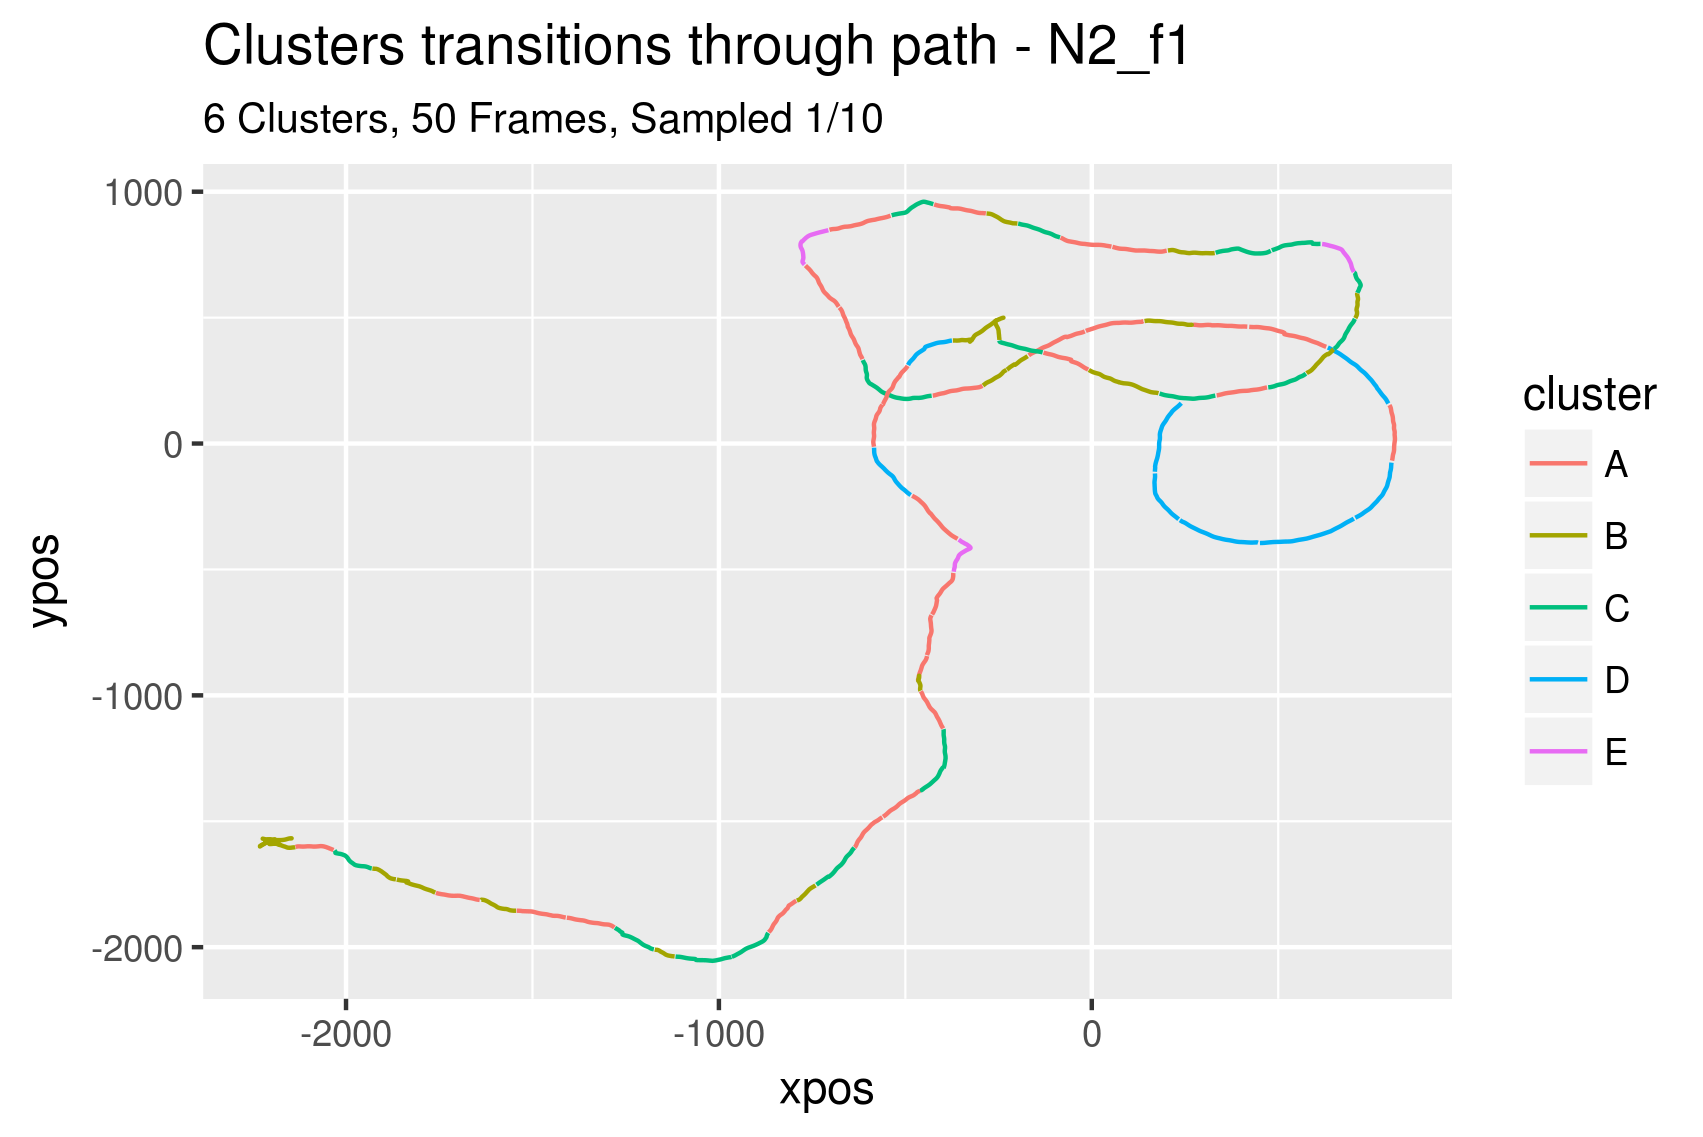 Clusters transitions through path - N2_f1
6 Clusters, 50 Frames, Sampled 1/10
1000
0
-1000
-2000
ypos
-2000
-1000
0
xpos
cluster
A
B
C
D
E